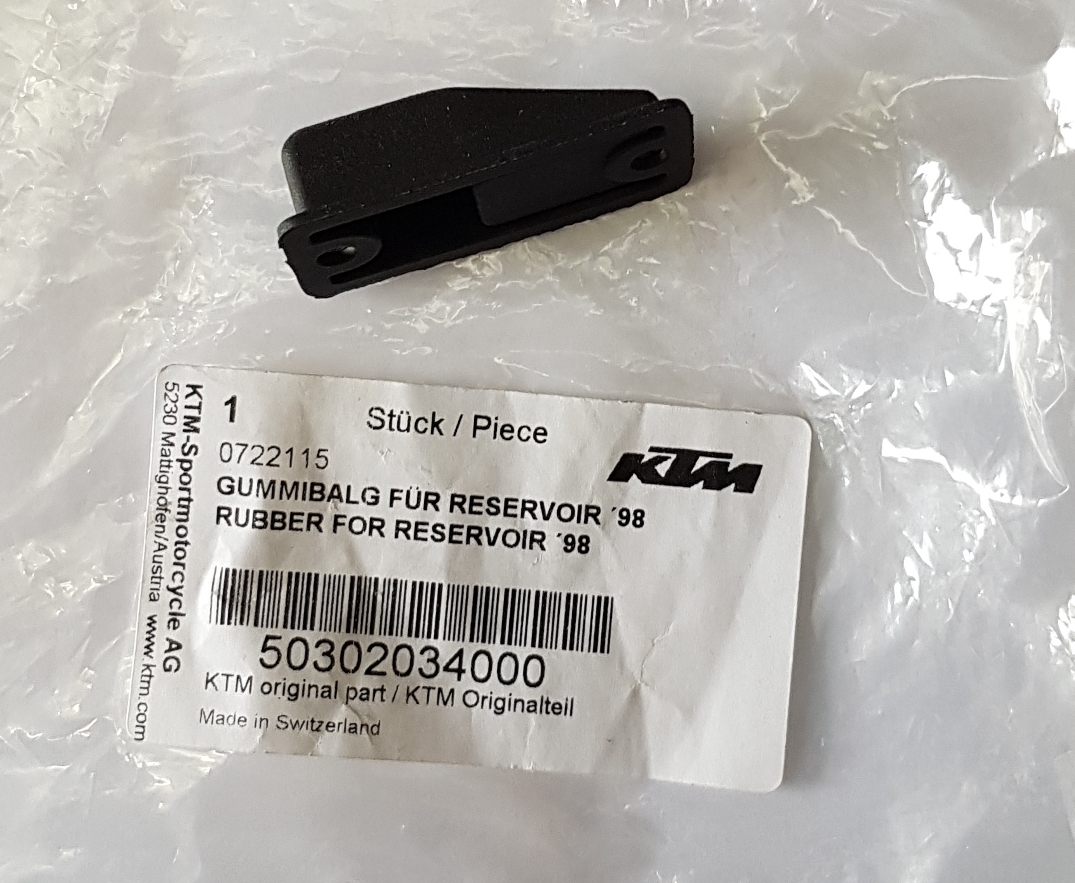 1 Stück / Piece
0722115
KTM
GUMMIBALG FÜR RESERVOIR ´98
RUBBER FOR RESERVOIR ´98
50302034000
KTM original part / KTM Originalteil
Made in Switzerland
KTM-Sportmotorcycle AG
5230 Mattighofen/Austria www.ktm.com